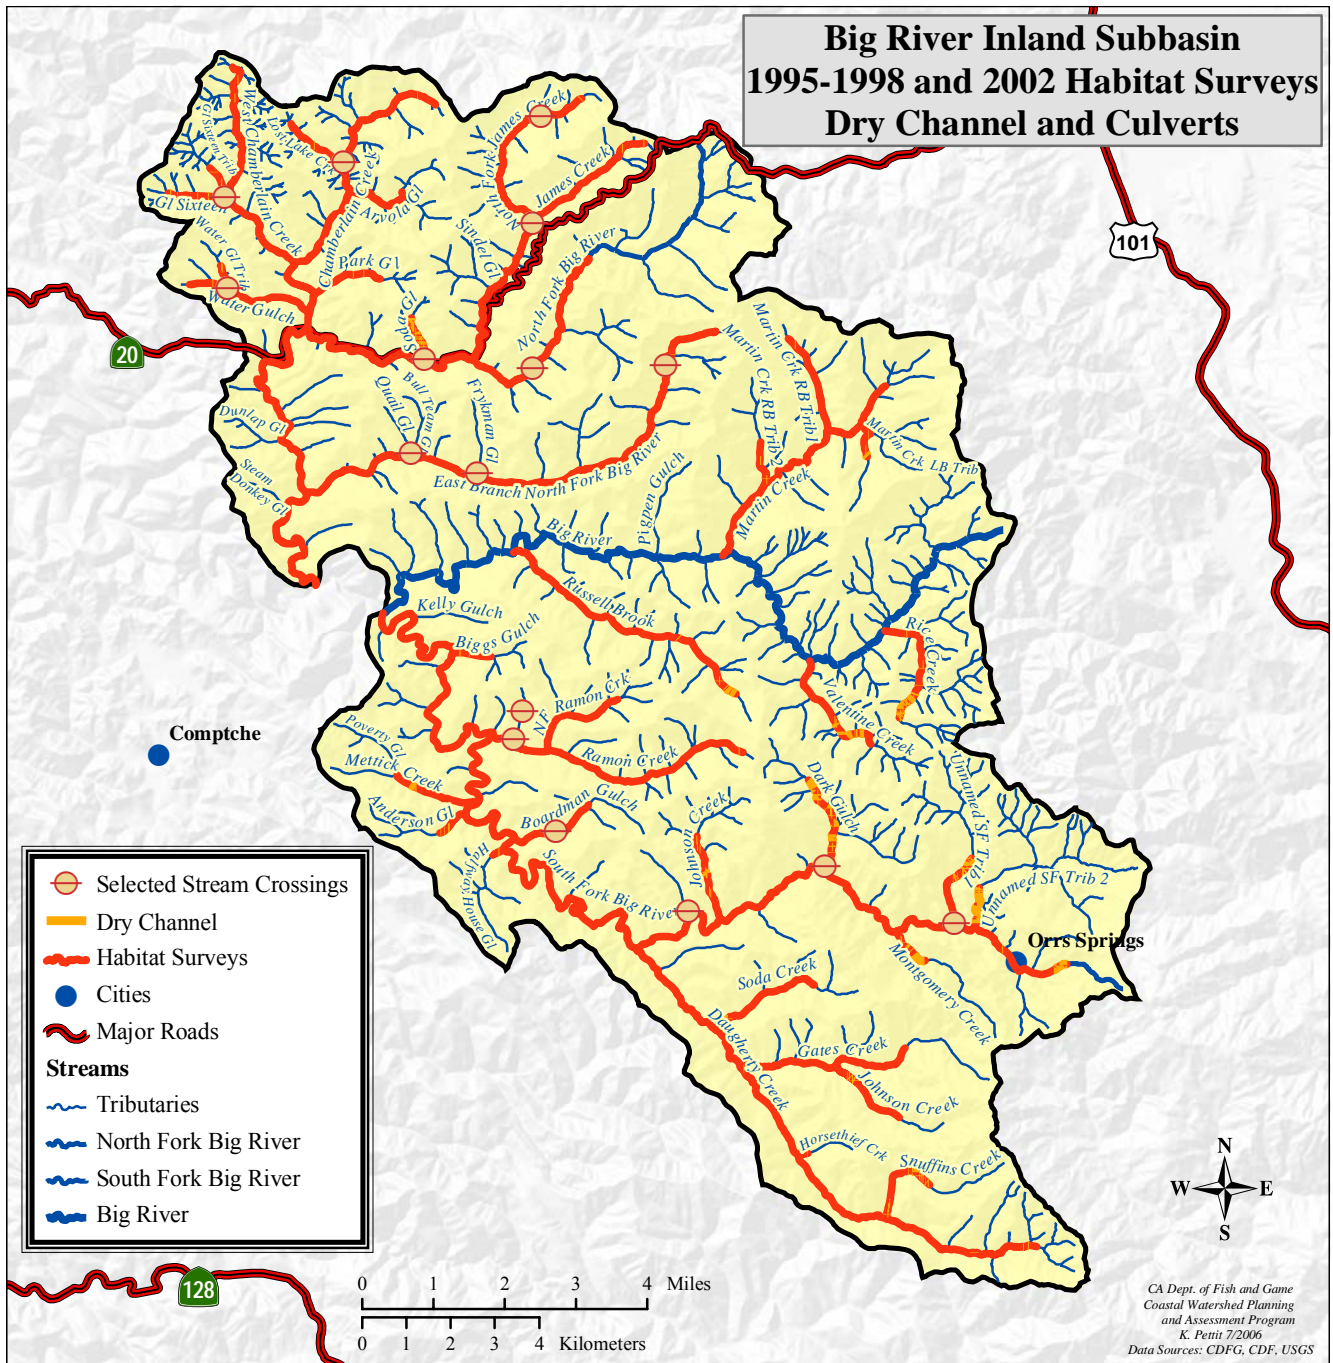 Big River Inland Subbasin
1995-1998 and 2002 Habitat Surveys
Dry Channel and Culverts
101
20
128
Gl Sixteen Trib
West Chamberlain Creek
Lost Lake Crk
Gl Sixteen
Chamberlain Creek
Arvola Gl
Water Gl Trib
Water Gulch
Park Gl
Soda Gl
Sindel Gl
North Fork James Creek
James Creek
North Fork Big River
Dunlap Gl
Steam
Donkey Gl
Quail Gl
Bull Team Gl
Frykman Gl
East Branch North Fork Big River
Pigpen Gulch
Martin Crk RB Trib 2
Martin Crk RB Trib1
Martin Crk LB Trib
Martin Creek
Big River
Kelly Gulch
Biggs Gulch
Russell Brook
Rice Creek
Valentine Creek
N.F. Ramon Crk
Ramon Creek
Poverty Gl
Mettick Creek
Anderson Gl
Boardman Gulch
Halfway House Gl
South Fork Big River
Johnson Creek
Dark Gulch
Unnamed SF Trib1
Unnamed SF Trib 2
Orrs Springs
Montgomery Creek
Soda Creek
Daugherty Creek
Gates Creek
Johnson Creek
Horsethief Crk
Snuffins Creek
Comptche
Selected Stream Crossings
Dry Channel
Habitat Surveys
Cities
Major Roads
Streams
Tributaries
North Fork Big River
South Fork Big River
Big River
0 1 2 3 4 Miles
0 1 2 3 4 Kilometers
N
W E
S
CA Dept. of Fish and Game
Coastal Watershed Planning
and Assessment Program
K. Pettit 7/2006
Data Sources: CDFG, CDF, USGS